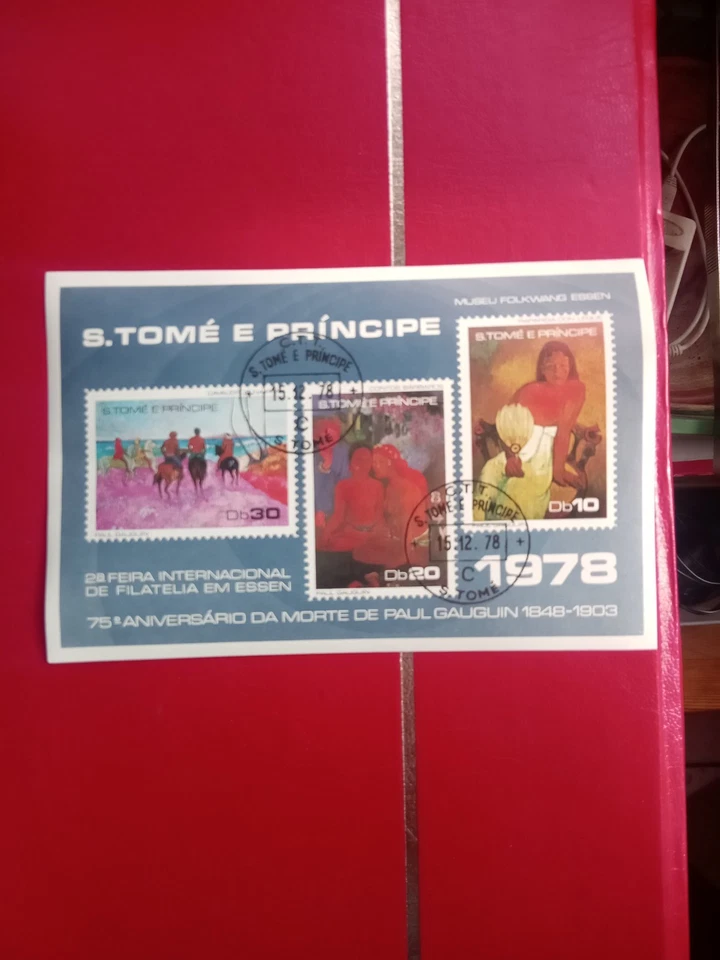 MUSEU FOLKWANG ESSEN
S.TOMÉ E PRÍNCIPE
C.T.T.
S. TOMÉ E PRÍNCIPE
15.12.78
C
S. TOMÉ
S.TOMÉ E PRÍNCIPE
Db30
PAUL GAUGUIN
S.TOMÉ E PRÍNCIPE
Db20
PAUL GAUGUIN
S.TOMÉ E PRÍNCIPE
Db10
C.T.T.
S. TOMÉ E PRÍNCIPE
15.12.78
C
S. TOMÉ
1978
2ª FEIRA INTERNACIONAL
DE FILATELIA EM ESSEN
75º ANIVERSÁRIO DA MORTE DE PAUL GAUGUIN 1848-1903